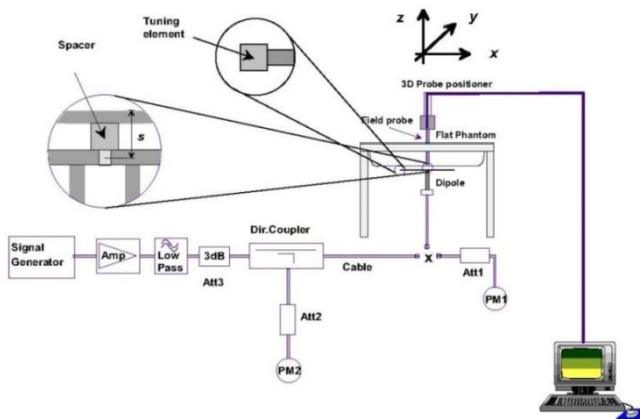 Tuning
element
Spacer
s
z
y
x
3D Probe positioner
Field probe
Flat Phantom
Dipole
Signal
Generator
Amp
Low
Pass
3dB
Att3
Dir.Coupler
Cable
x
Att1
PM1
Att2
PM2